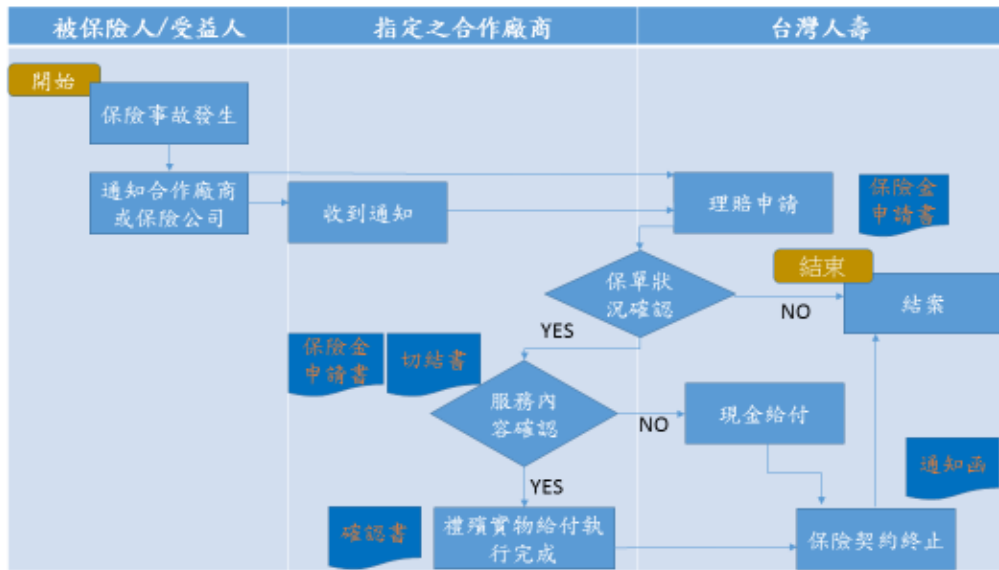 被保險人/受益人
指定之合作廠商
台灣人壽
開始
保險事故發生
通知合作廠商
或保險公司
收到通知
理賠申請
保險金
申請書
保單狀
況確認
結束
結案
NO
YES
保險金
申請書
切結書
服務內
容確認
NO
現金給付
通知函
YES
確認書
禮殯實物給付執
行完成
保險契約終止